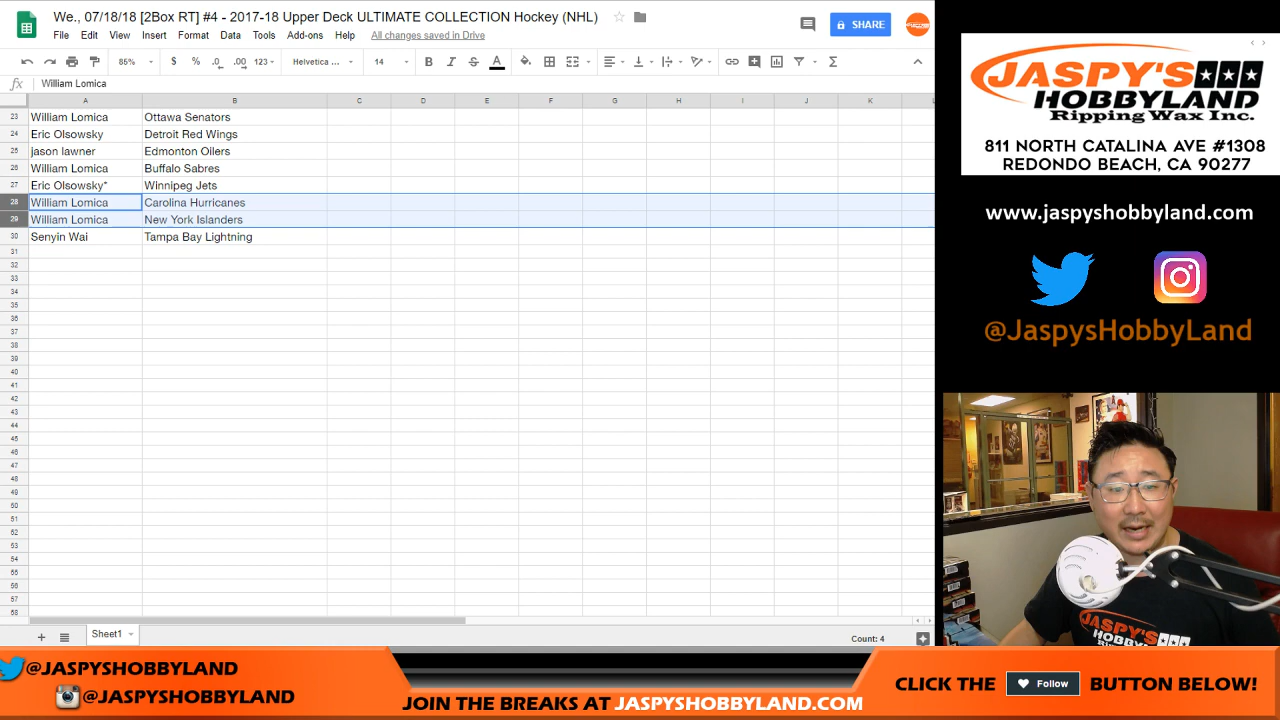 We., 07/18/18 [2Box RT] #4 - 2017-18 Upper Deck ULTIMATE COLLECTION Hockey (NHL)
File Edit View Insert Format Data Tools Add-ons Help All changes saved in Drive
SHARE
85% $ % .0 .00 123 Helvetica ... 14 B I S A
fx William Lomica
A B C D E F G H I J K
23 William Lomica Ottawa Senators
24 Eric Olsowsky Detroit Red Wings
25 jason lawner Edmonton Oilers
26 William Lomica Buffalo Sabres
27 Eric Olsowsky* Winnipeg Jets
28 William Lomica Carolina Hurricanes
29 William Lomica New York Islanders
30 Senyin Wai Tampa Bay Lightning
31
32
33
34
35
36
37
38
39
40
41
42
43
44
45
46
47
48
49
50
51
52
53
54
55
56
57
58
Sheet1
Count: 4
JASPY'S
HOBBYLAND
Ripping Wax Inc.
811 NORTH CATALINA AVE #1308
REDONDO BEACH, CA 90277
www.jaspyshobbyland.com
@JaspysHobbyLand
JASPY'S
HOBBYLAND
@JASPYSHOBBYLAND
@JASPYSHOBBYLAND
JOIN THE BREAKS AT JASPYSHOBBYLAND.COM
CLICK THE Follow BUTTON BELOW!